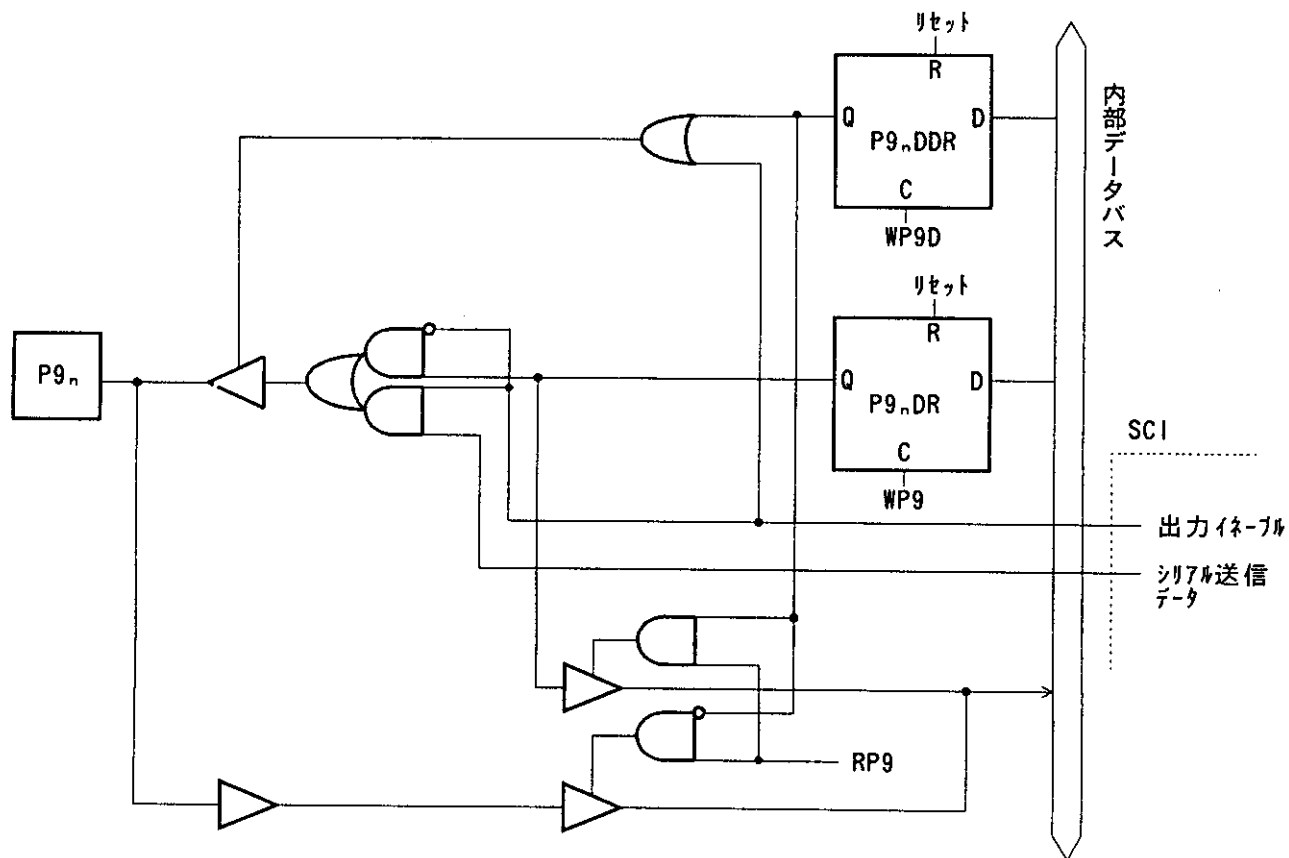 リセット
R
Q
D
P9nDDR
C
WP9D
内部データバス
リセット
R
P9n
Q
D
P9nDR
C
WP9
SCI
出力イネーブル
シリアル送信
データ
RP9